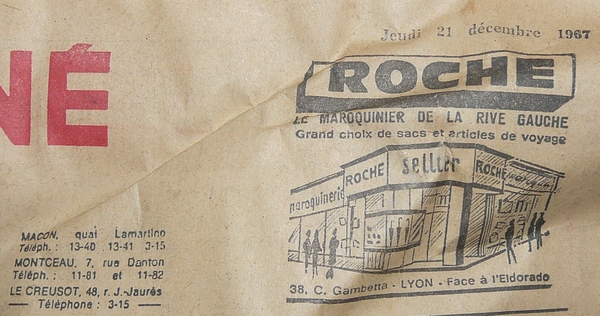 Jeudi 21 décembre 1967
NÉ
ROCHE
LE MAROQUINIER DE LA RIVE GAUCHE
Grand choix de sacs et articles de voyage
maroquinerie ROCHE sellier ROCHE
38, C. Gambetta - LYON - Face à l'Eldorado
MACON, quai Lamartine
Téléph. : 13-40 13-41 3-15
MONTCEAU, 7, rue Danton
Téléph. : 11-81 et 11-82
LE CREUSOT, 48, r. J.-Jaurès
— Téléphone : 3-15 —